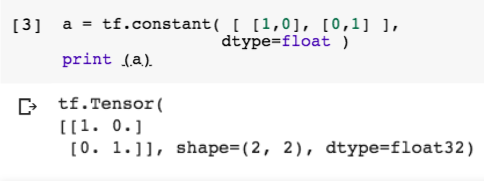 [3] a = tf.constant( [ [1,0], [0,1] ],
dtype=float )
print (a)
tf.Tensor(
[[1. 0.]
[0. 1.]], shape=(2, 2), dtype=float32)